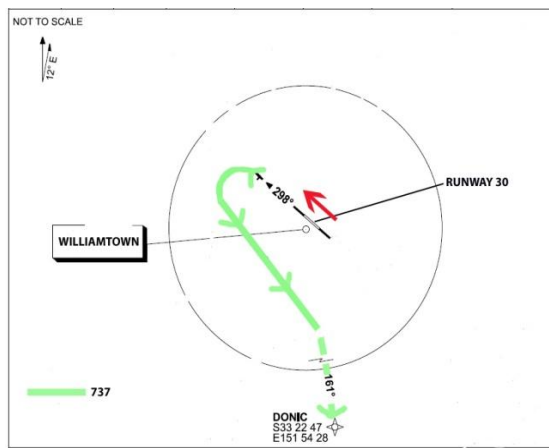 NOT TO SCALE
12° E
298°
RUNWAY 30
WILLIAMTOWN
161°
737
DONIC
S33 22 47
E151 54 28